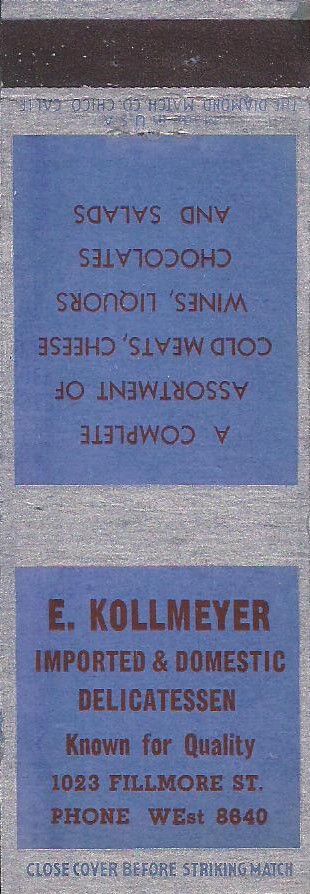 THE DIAMOND MATCH CO. CHICO, CALIF.
U S A
A COMPLETE
ASSORTMENT OF
COLD MEATS, CHEESE
WINES, LIQUORS
CHOCOLATES
AND SALADS
E. KOLLMEYER
IMPORTED & DOMESTIC
DELICATESSEN
Known for Quality
1023 FILLMORE ST.
PHONE WEst 8640
CLOSE COVER BEFORE STRIKING MATCH